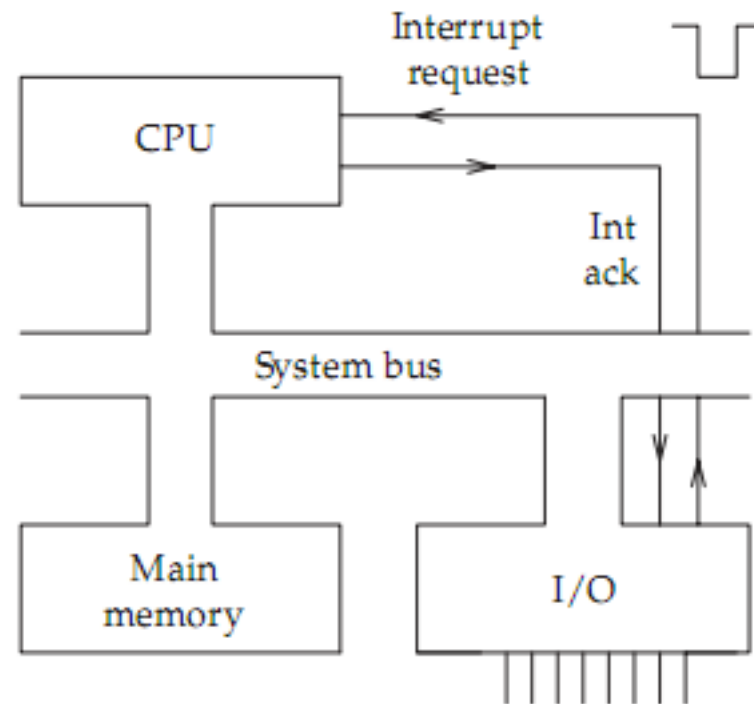 Interrupt
request
CPU
Int
ack
System bus
Main
memory
I/O